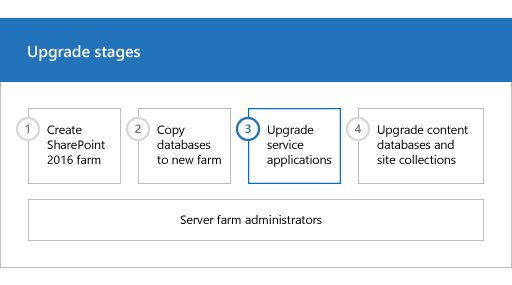 Upgrade stages
1
Create
SharePoint
2016 farm
2
Copy
databases
to new farm
3
Upgrade
service
applications
4
Upgrade content
databases and
site collections
Server farm administrators